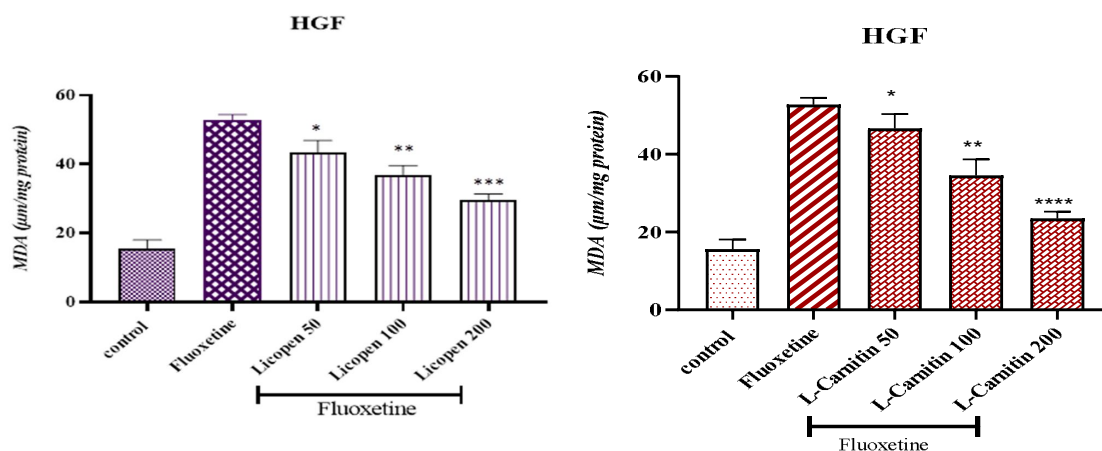 HGF
MDA (μm/mg protein)
60
40
20
0
*
**
***
control
Fluoxetine
Licopen 50
Licopen 100
Licopen 200
Fluoxetine
HGF
MDA (μm/mg protein)
60
40
20
0
*
**
****
control
Fluoxetine
L-Carnitin 50
L-Carnitin 100
L-Carnitin 200
Fluoxetine